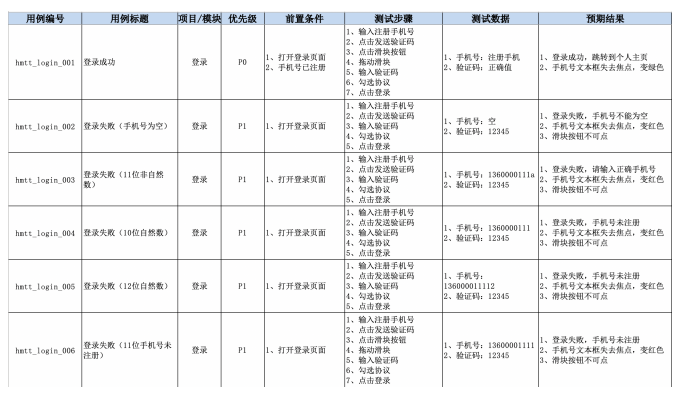 用例编号 用例标题 项目/模块 优先级 前置条件 测试步骤 测试数据 预期结果
hmtt_login_001 登录成功 登录 P0
1、打开登录页面
2、手机号已注册
1、输入注册手机号
2、点击发送验证码
3、点击滑块按钮
4、拖动滑块
5、输入验证码
6、勾选协议
7、点击登录
1、手机号：注册手机
2、验证码：正确值
1、登录成功，跳转到个人主页
2、手机号文本框失去焦点，变绿色
hmtt_login_002 登录失败（手机号为空） 登录 P1 1、打开登录页面
1、输入注册手机号
2、点击发送验证码
3、输入验证码
4、勾选协议
5、点击登录
1、手机号：空
2、验证码：12345
1、登录失败，手机号不能为空
2、手机号文本框失去焦点，变红色
3、滑块按钮不可点
hmtt_login_003
登录失败（11位非自然
数）
登录 P1 1、打开登录页面
1、输入注册手机号
2、点击发送验证码
3、输入验证码
4、勾选协议
5、点击登录
1、手机号：1360000111a
2、验证码：12345
1、登录失败，请输入正确手机号
2、手机号文本框失去焦点，变红色
3、滑块按钮不可点
hmtt_login_004 登录失败（10位自然数） 登录 P1 1、打开登录页面
1、输入注册手机号
2、点击发送验证码
3、输入验证码
4、勾选协议
5、点击登录
1、手机号：1360000111
2、验证码：12345
1、登录失败，手机号未注册
2、手机号文本框失去焦点，变红色
3、滑块按钮不可点
hmtt_login_005 登录失败（12位自然数） 登录 P1 1、打开登录页面
1、输入注册手机号
2、点击发送验证码
3、输入验证码
4、勾选协议
5、点击登录
1、手机号：
136000011112
2、验证码：12345
1、登录失败，手机号未注册
2、手机号文本框失去焦点，变红色
3、滑块按钮不可点
hmtt_login_006
登录失败（11位手机号未
注册）
登录 P1 1、打开登录页面
1、输入注册手机号
2、点击发送验证码
3、点击滑块按钮
4、拖动滑块
5、输入验证码
6、勾选协议
7、点击登录
1、手机号：13600001111
2、验证码：12345
1、登录失败，手机号未注册
2、手机号文本框失去焦点，变红色
3、滑块按钮不可点